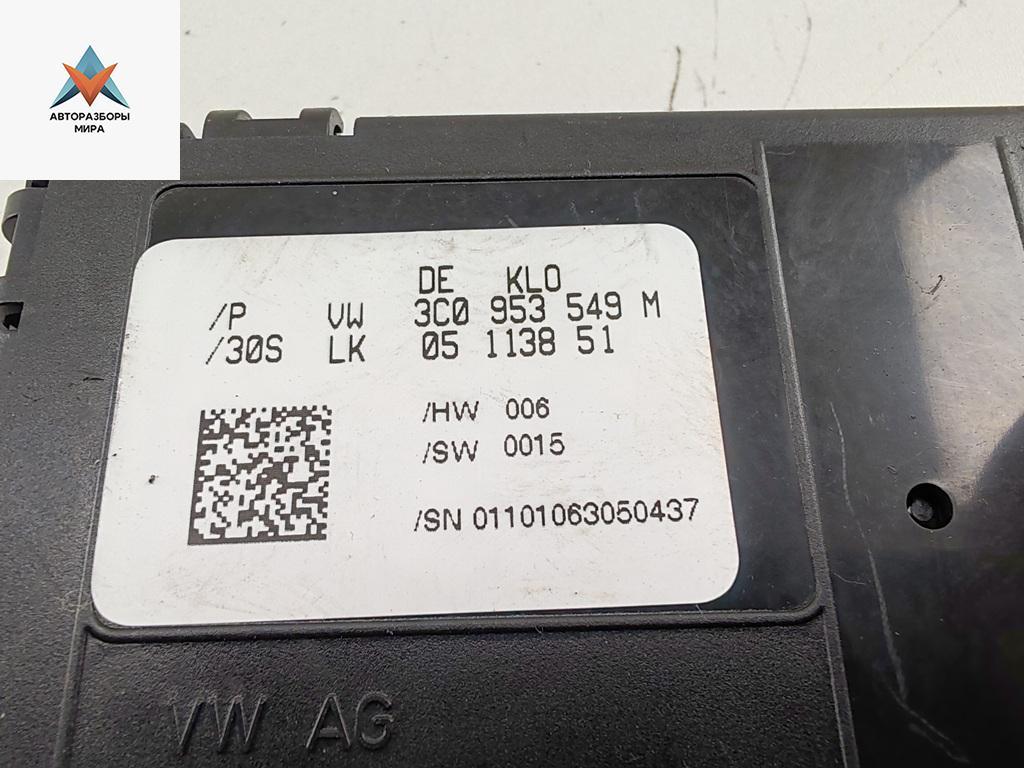 АВТОРАЗБОРЫ
МИРА
DE KLO
/P VW 3C0 953 549 M
/30S LK 05 1138 51
/HW 006
/SW 0015
/SN 01101063050437
VW AG